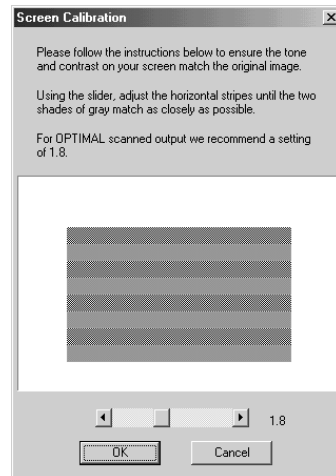 Screen Calibration
Please follow the instructions below to ensure the tone
and contrast on your screen match the original image.
Using the slider, adjust the horizontal stripes until the two
shades of gray match as closely as possible.
For OPTIMAL scanned output we recommend a setting
of 1.8.
1.8
OK
Cancel